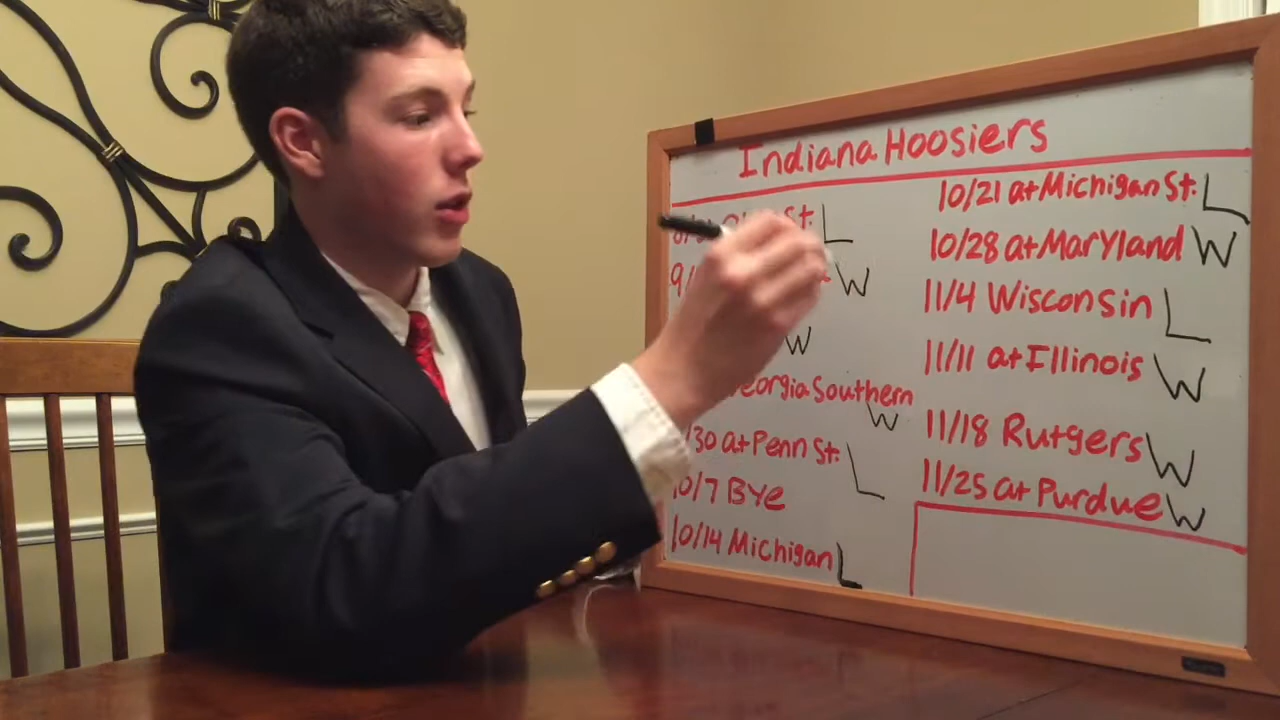 Indiana Hoosiers
St. L
9/ W
W
Georgia Southern
W
/30 at Penn St. L
10/7 Bye
10/14 Michigan L
10/21 at Michigan St. L
10/28 at Maryland W
11/4 Wisconsin L
11/11 at Illinois W
11/18 Rutgers W
11/25 at Purdue W